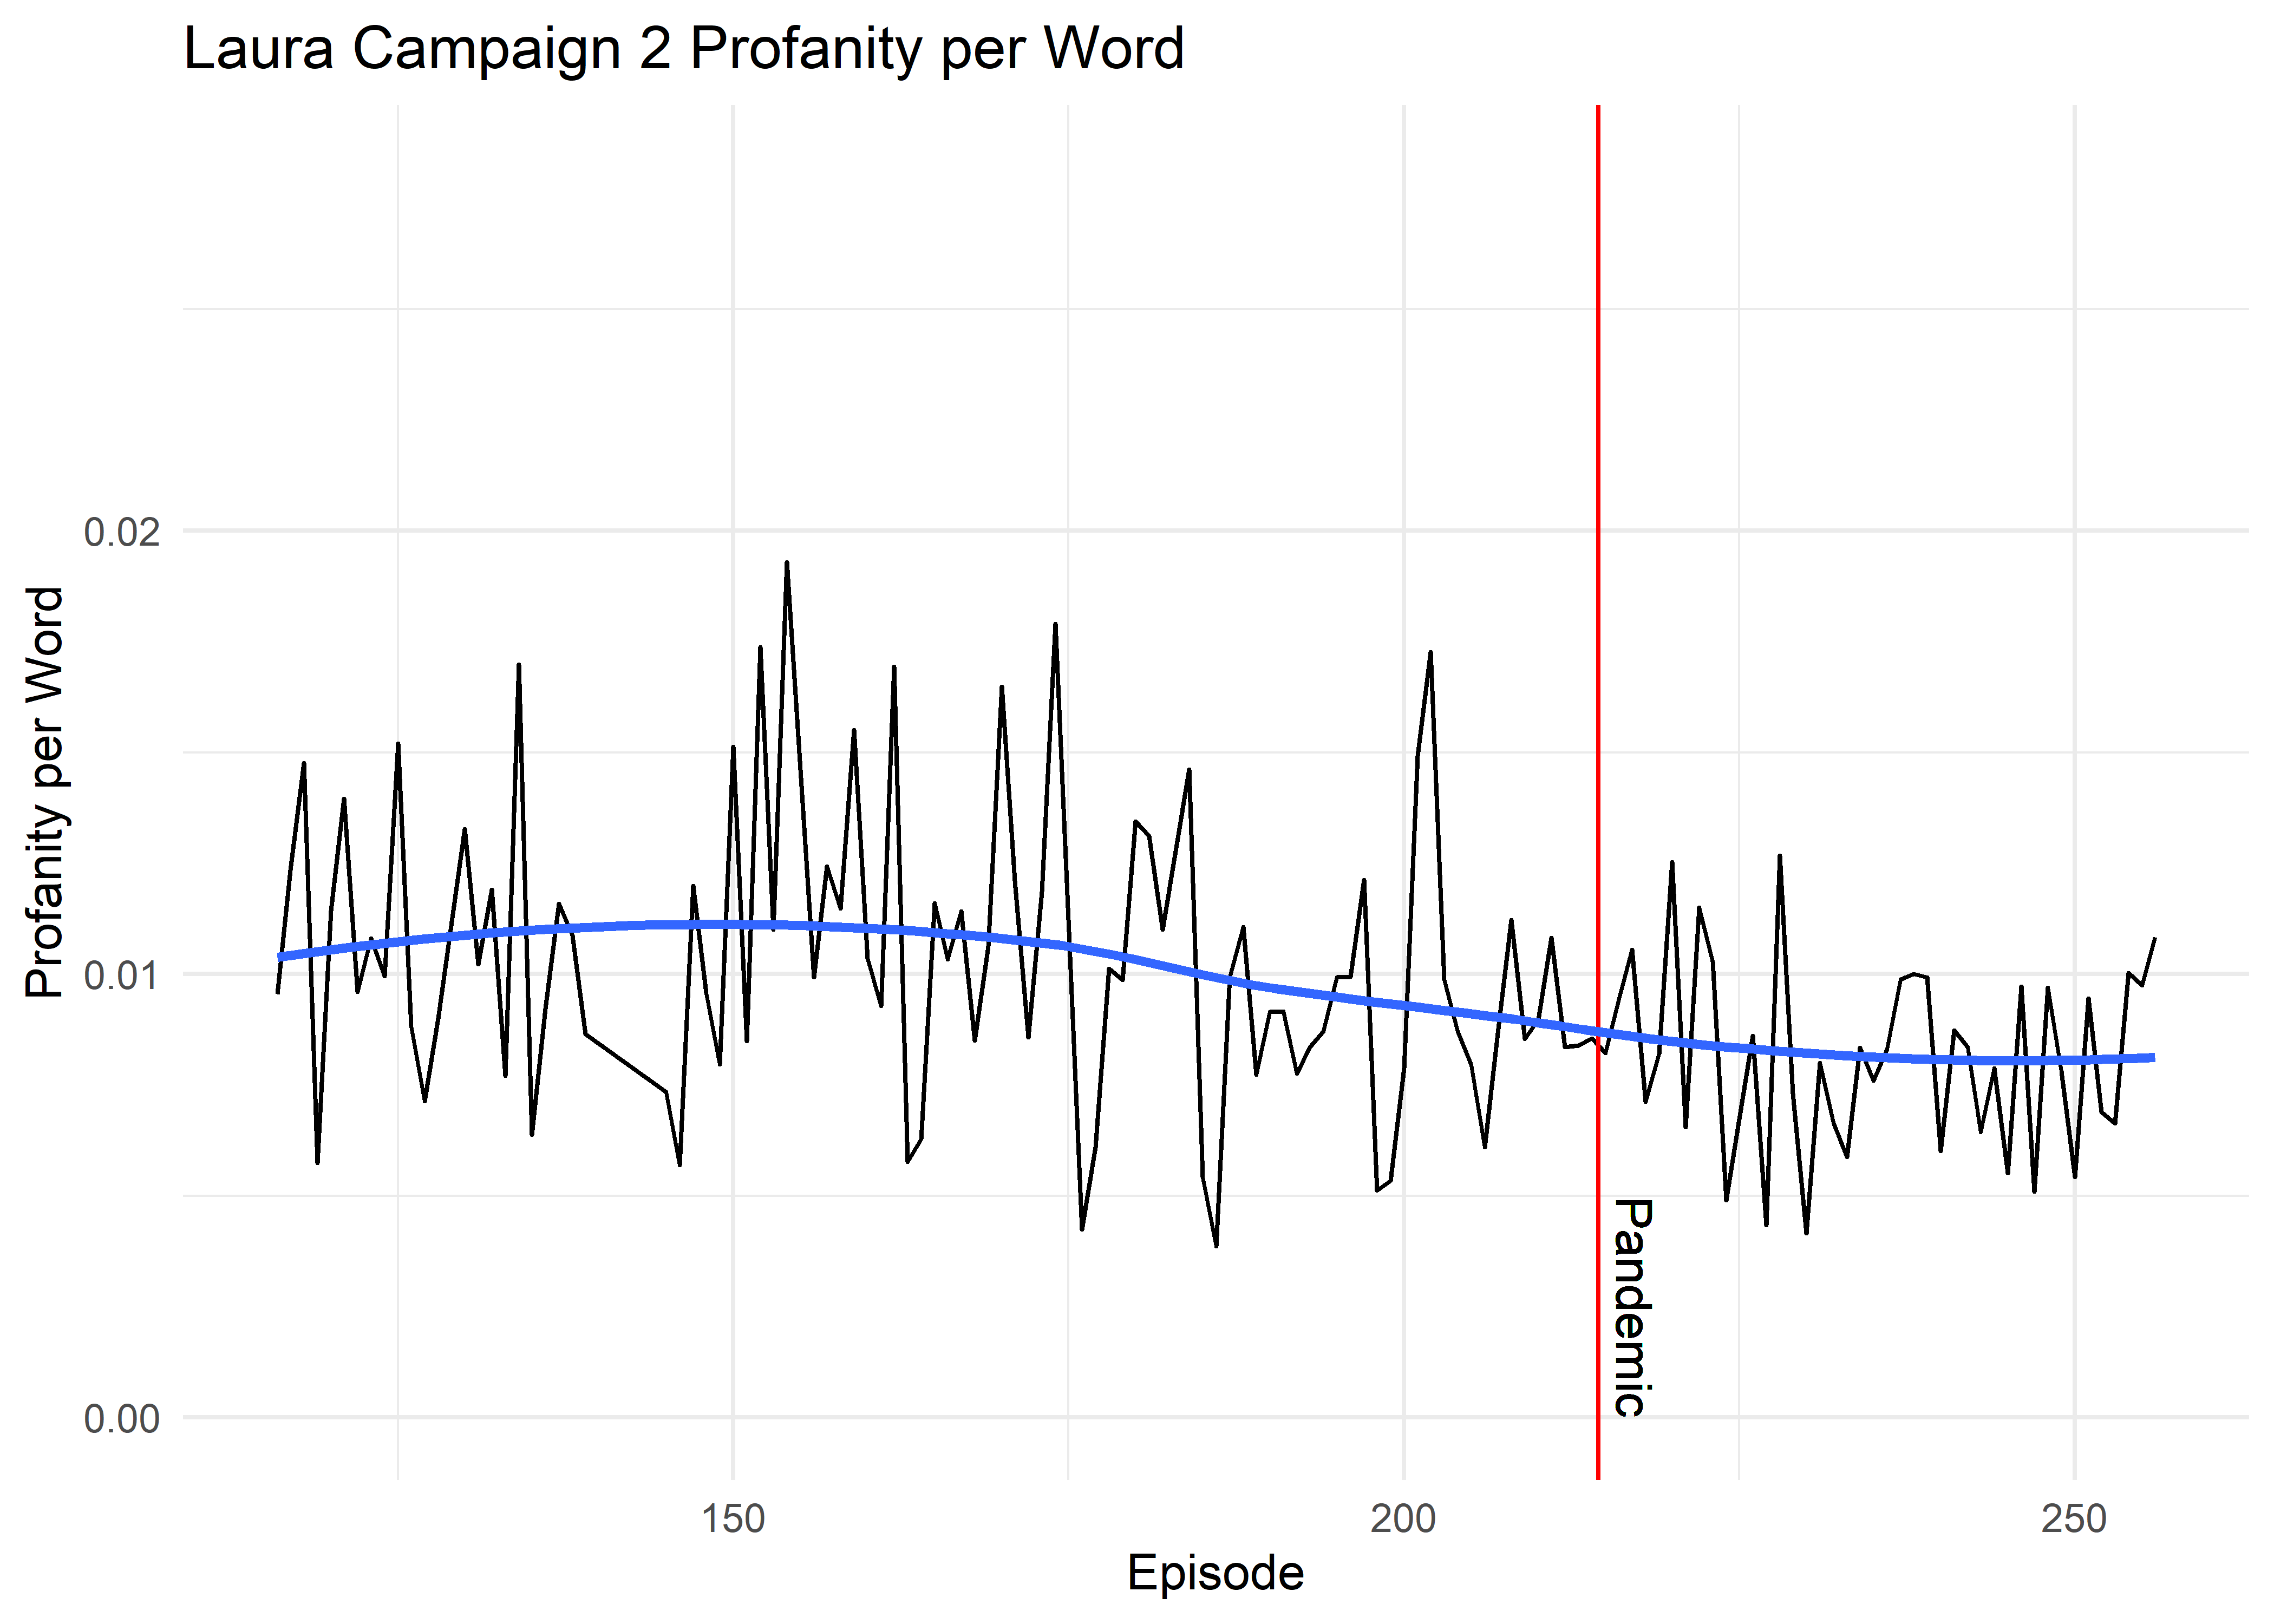 Laura Campaign 2 Profanity per Word
Profanity per Word
0.02
0.01
0.00
Pandemic
150
200
250
Episode